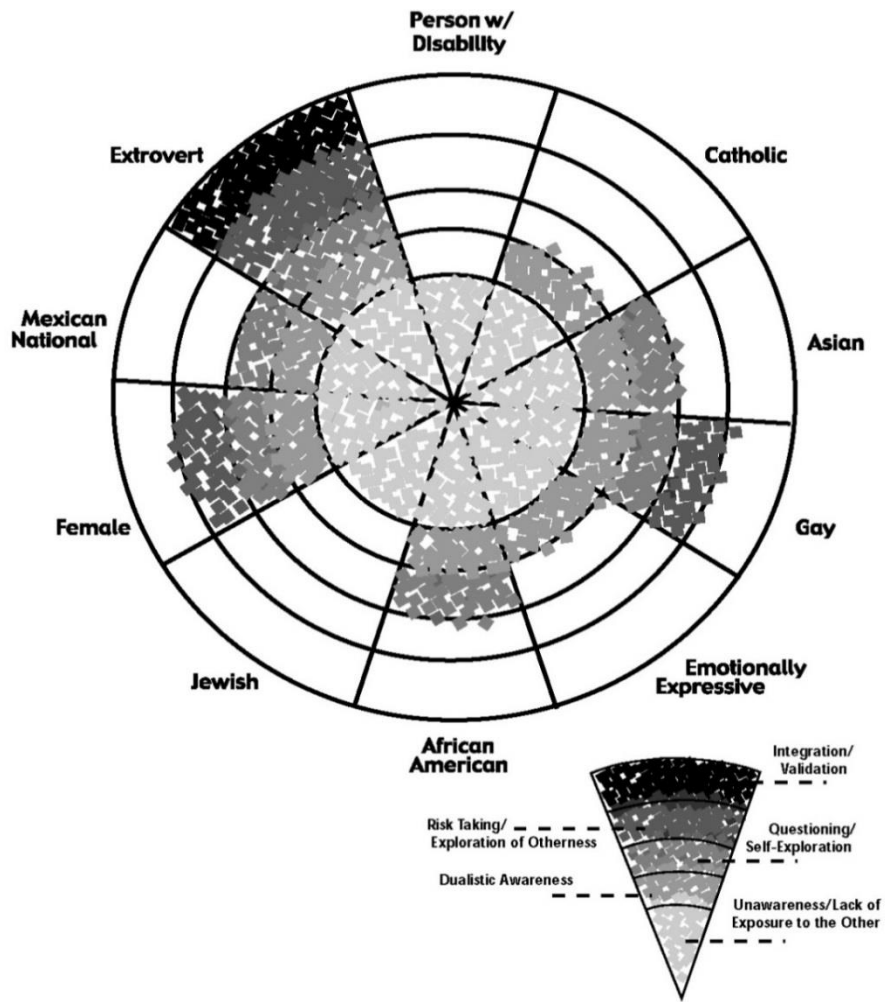 Person w/
Disability
Extrovert
Catholic
Mexican
National
Asian
Female
Gay
Jewish
Emotionally
Expressive
African
American
Integration/
Validation
Risk Taking/
Exploration of Otherness
Questioning/
Self-Exploration
Dualistic Awareness
Unawareness/Lack of
Exposure to the Other